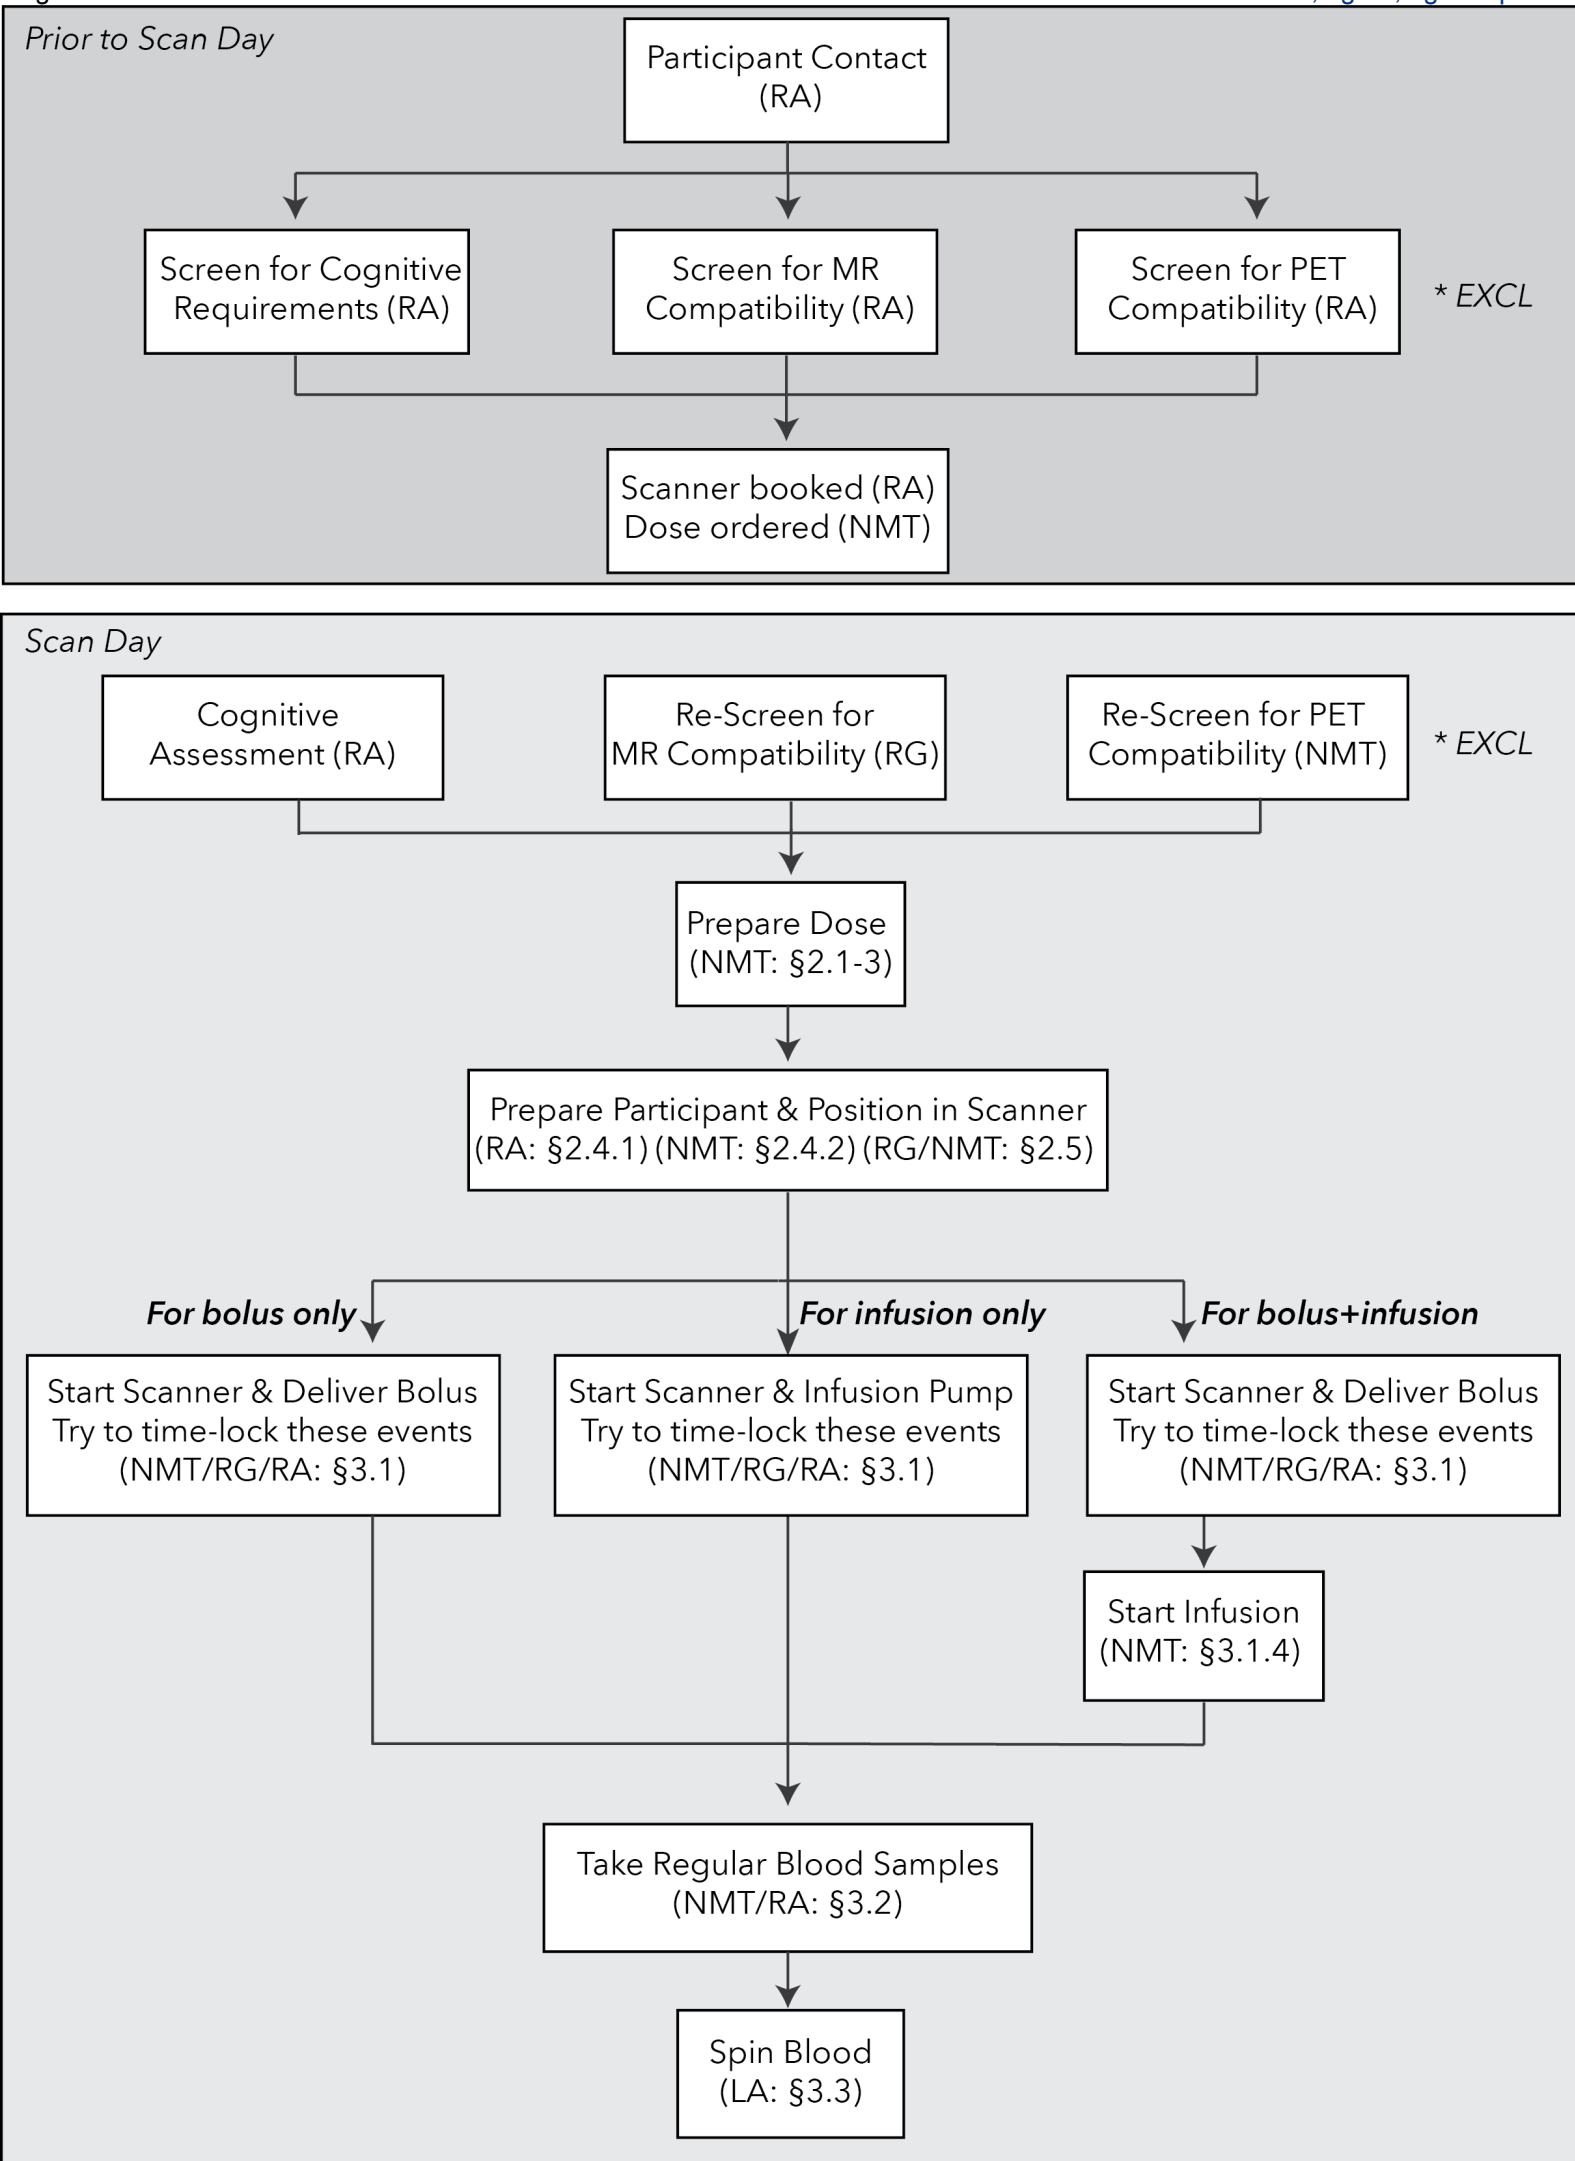 Prior to Scan Day
Participant Contact
(RA)
Screen for Cognitive
Requirements (RA)
Screen for MR
Compatibility (RA)
Screen for PET
Compatibility (RA)
* EXCL
Scanner booked (RA)
Dose ordered (NMT)
Scan Day
Cognitive
Assessment (RA)
Re-Screen for
MR Compatibility (RG)
Re-Screen for PET
Compatibility (NMT)
* EXCL
Prepare Dose
(NMT: §2.1-3)
Prepare Participant & Position in Scanner
(RA: §2.4.1) (NMT: §2.4.2) (RG/NMT: §2.5)
For bolus only
For infusion only
For bolus+infusion
Start Scanner & Deliver Bolus
Try to time-lock these events
(NMT/RG/RA: §3.1)
Start Scanner & Infusion Pump
Try to time-lock these events
(NMT/RG/RA: §3.1)
Start Scanner & Deliver Bolus
Try to time-lock these events
(NMT/RG/RA: §3.1)
Start Infusion
(NMT: §3.1.4)
Take Regular Blood Samples
(NMT/RA: §3.2)
Spin Blood
(LA: §3.3)